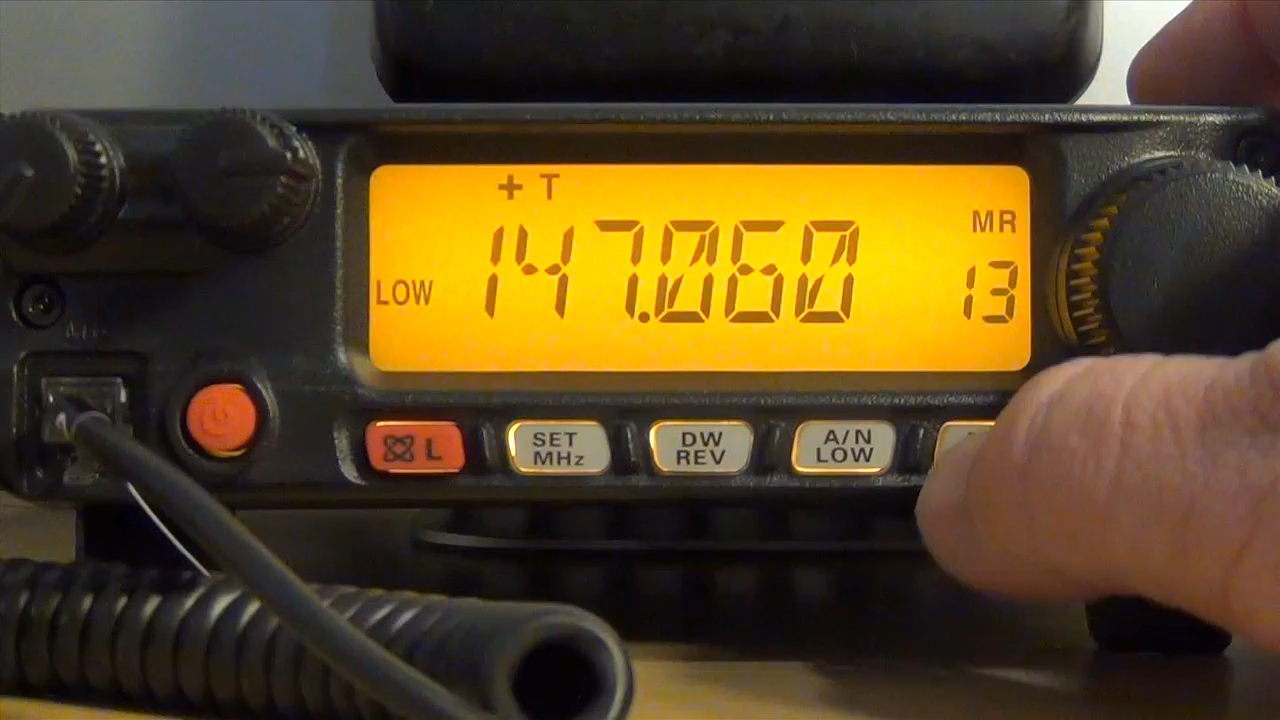 + T
MR
LOW 147.060 13
L
SET
MHz
DW
REV
A/N
LOW